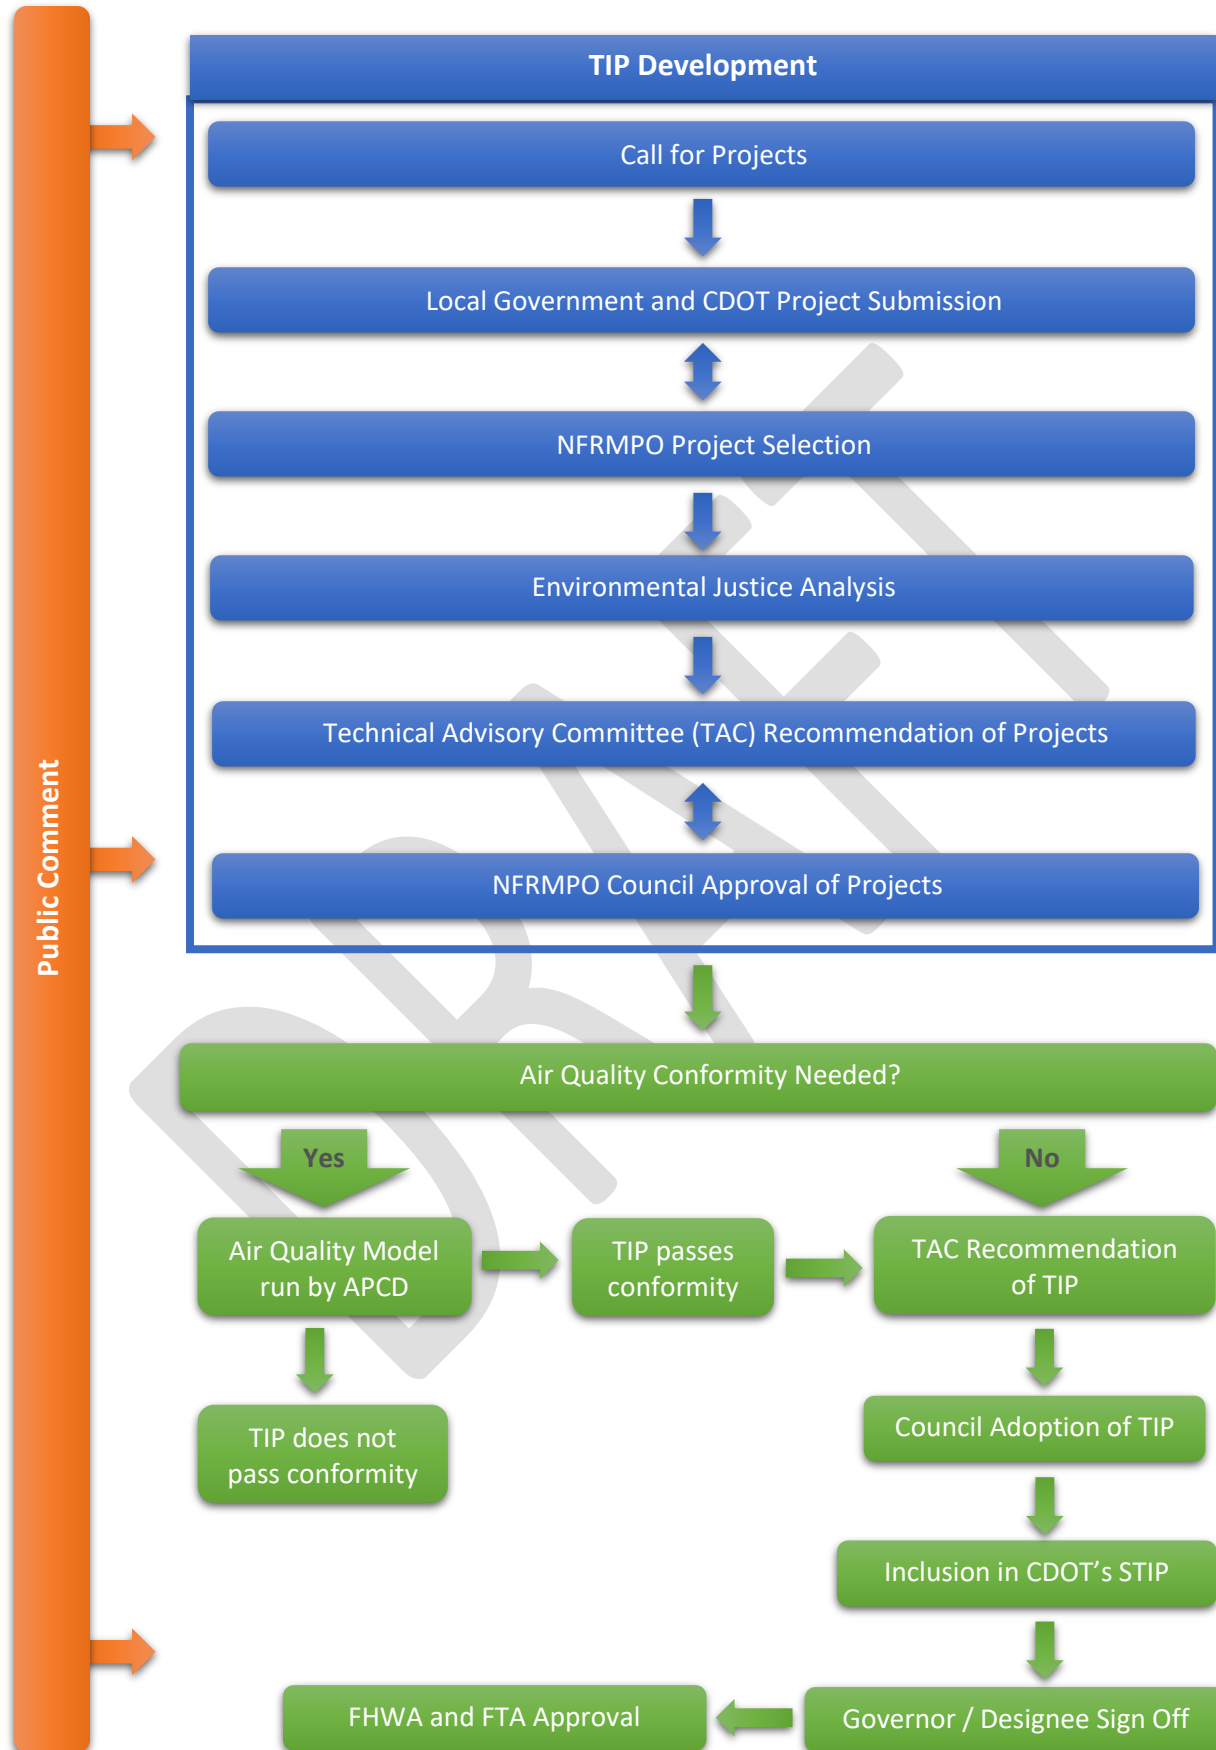 TIP Development
Call for Projects
Local Government and CDOT Project Submission
NFRMPO Project Selection
Environmental Justice Analysis
Technical Advisory Committee (TAC) Recommendation of Projects
NFRMPO Council Approval of Projects
Public Comment
Air Quality Conformity Needed?
Yes
No
Air Quality Model
run by APCD
TIP passes
conformity
TAC Recommendation
of TIP
TIP does not
pass conformity
Council Adoption of TIP
Inclusion in CDOT’s STIP
Governor / Designee Sign Off
FHWA and FTA Approval
DRAFT